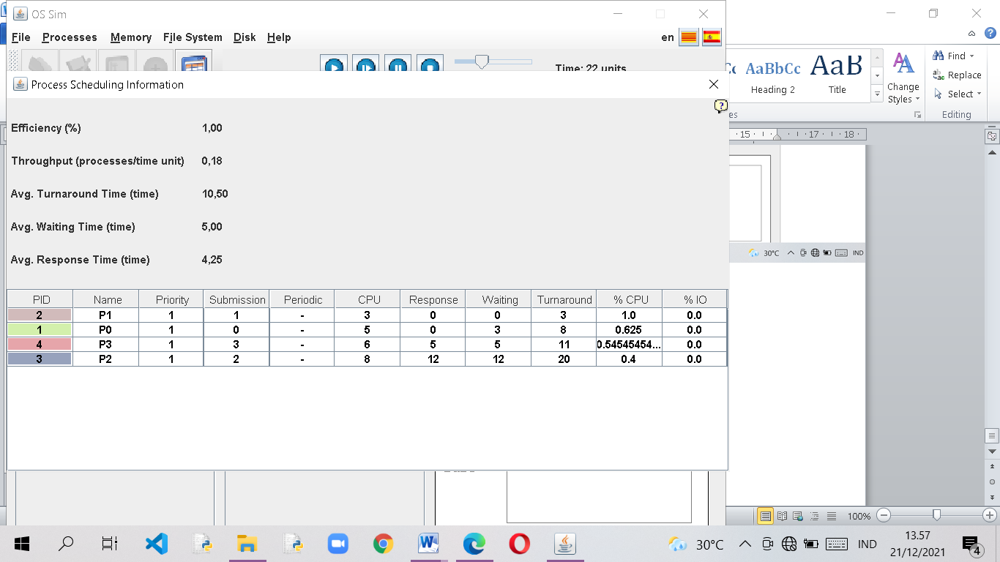 OS Sim
File Processes Memory File System Disk Help en
Time: 22 units
Process Scheduling Information
Efficiency (%) 1,00
Throughput (processes/time unit) 0,18
Avg. Turnaround Time (time) 10,50
Avg. Waiting Time (time) 5,00
Avg. Response Time (time) 4,25
PID Name Priority Submission Periodic CPU Response Waiting Turnaround % CPU % IO
2 P1 1 1 - 3 0 0 3 1.0 0.0
1 P0 1 0 - 5 0 3 8 0.625 0.0
4 P3 1 3 - 6 5 5 11 0.54545454... 0.0
3 P2 1 2 - 8 12 12 20 0.4 0.0
AaBbCc AaB
Heading 2 Title
Change
Styles
Find
Replace
Select
Editing
15 17 18
30°C IND
100%
30°C IND
13.57
21/12/2021
4